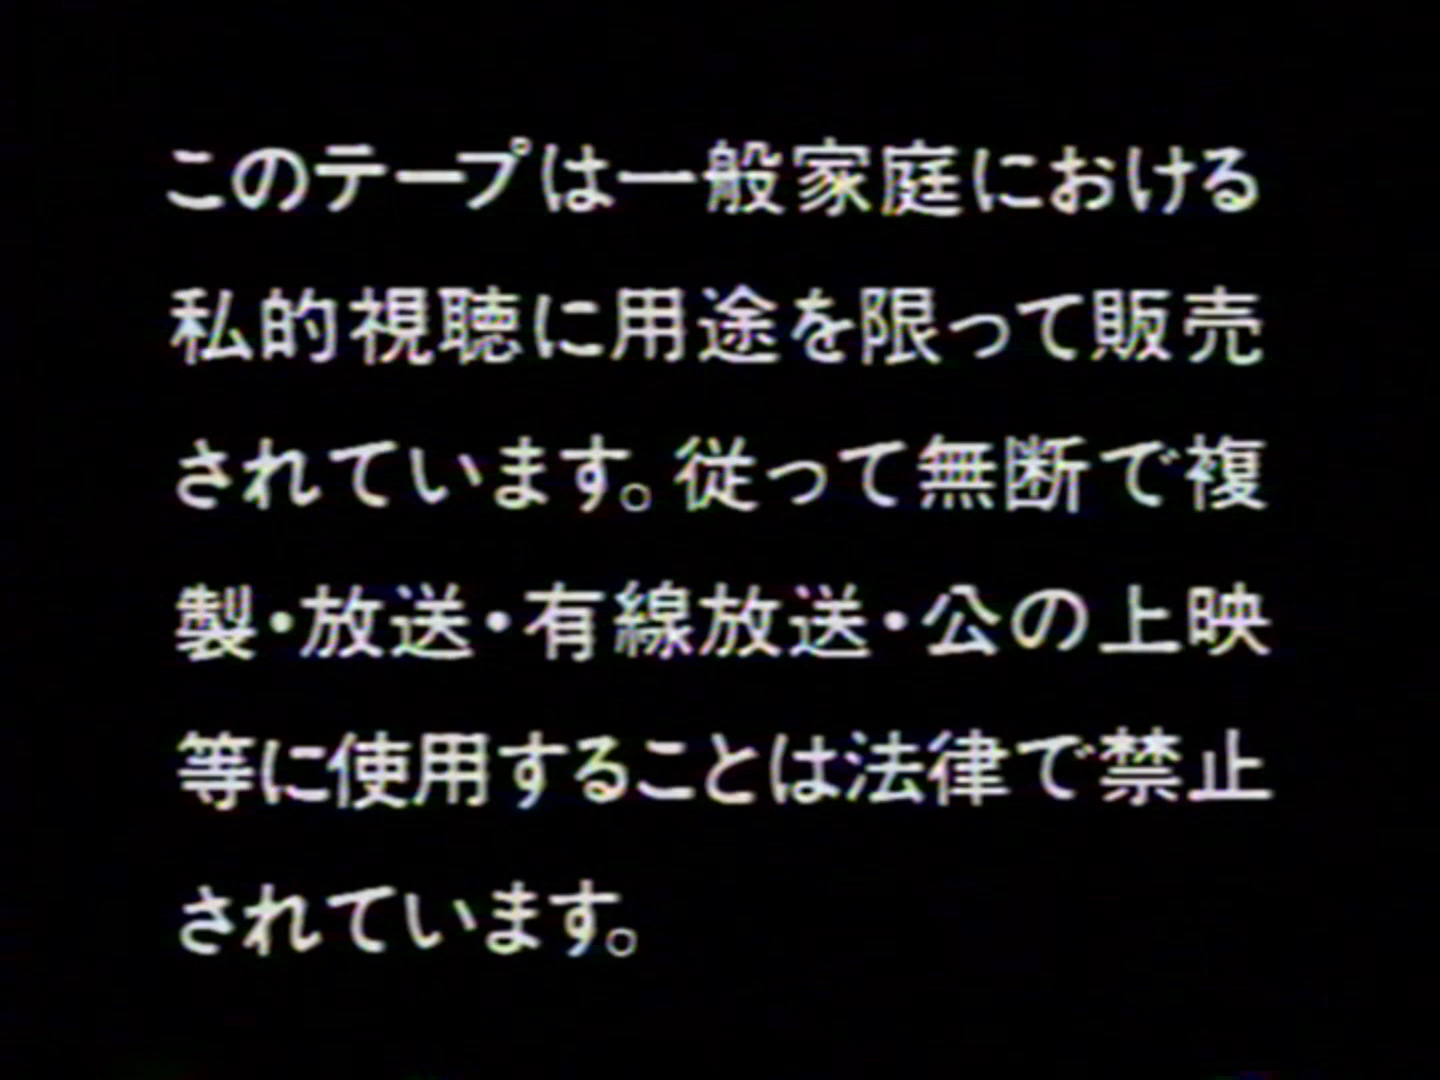 このテープは一般家庭における
私的視聴に用途を限って販売
されています。従って無断で複
製・放送・有線放送・公の上映
等に使用することは法律で禁止
されています。